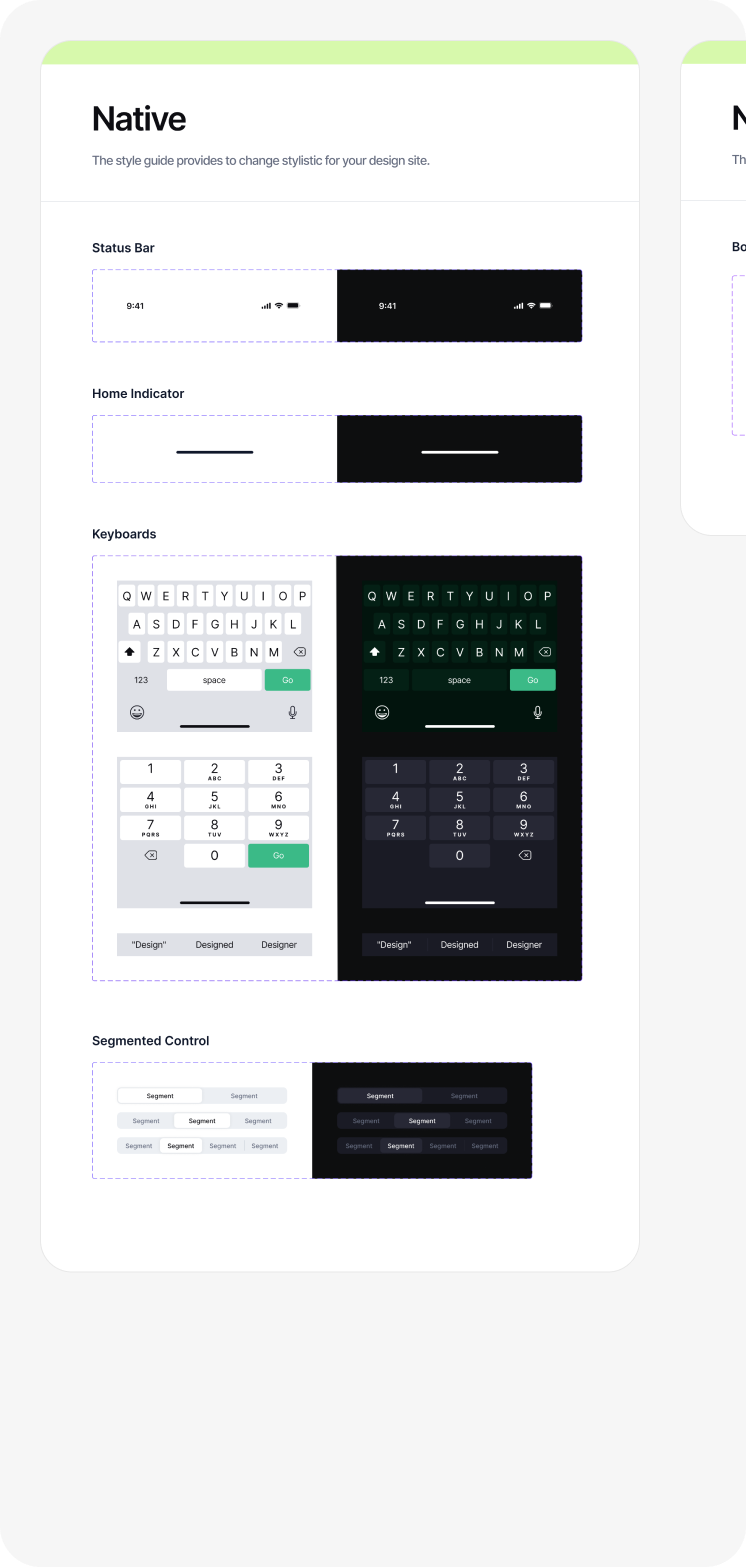 Native
The style guide provides to change stylistic for your design site.
Status Bar
9:41
9:41
Home Indicator
Keyboards
Q W E R T Y U I O P
A S D F G H J K L
Z X C V B N M
123 space Go
Q W E R T Y U I O P
A S D F G H J K L
Z X C V B N M
123 space Go
1 2 3
ABC DEF
4 5 6
GHI JKL MNO
7 8 9
PQRS TUV WXYZ
0 Go
1 2 3
ABC DEF
4 5 6
GHI JKL MNO
7 8 9
PQRS TUV WXYZ
0
"Design" Designed Designer
"Design" Designed Designer
Segmented Control
Segment Segment
Segment Segment Segment
Segment Segment Segment Segment
Segment Segment
Segment Segment Segment
Segment Segment Segment Segment